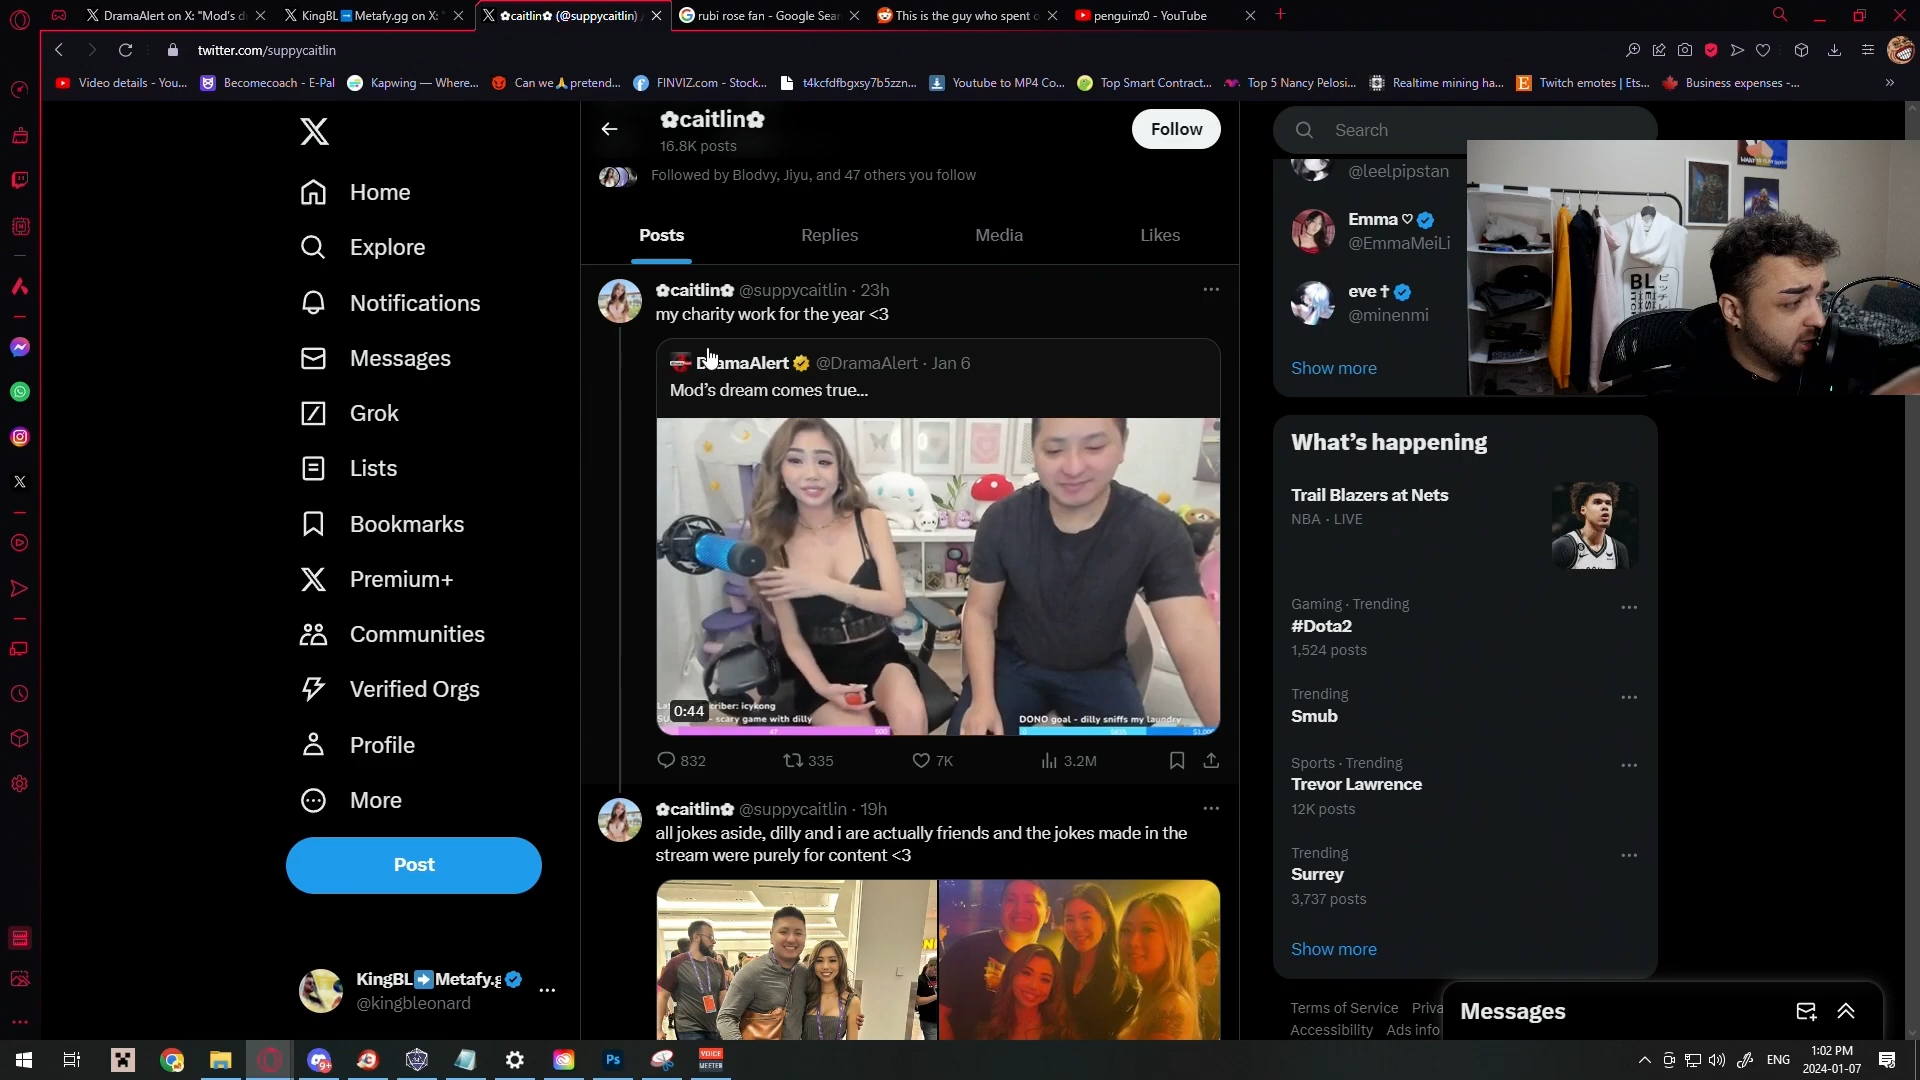 DramaAlert on X: "Mod's d
KingBL➡️Metafy.gg on X: "
✿caitlin✿ (@suppycaitlin) /
rubi rose fan - Google Sear
This is the guy who spent o
penguinz0 - YouTube
twitter.com/suppycaitlin
Video details - You...
Becomecoach - E-Pal
Kapwing — Where...
Can we🙏pretend...
FINVIZ.com - Stock...
t4kcfdfbgxsy7b5zzn...
Youtube to MP4 Co...
Top Smart Contract...
Top 5 Nancy Pelosi...
Realtime mining ha...
Twitch emotes | Ets...
Business expenses -...
Home
Explore
Notifications
Messages
Grok
Lists
Bookmarks
Premium+
Communities
Verified Orgs
Profile
More
Post
KingBL➡️Metafy.g
@kingbleonard
✿caitlin✿
16.8K posts
Follow
Followed by Blodvy, Jiyu, and 47 others you follow
Posts
Replies
Media
Likes
✿caitlin✿ @suppycaitlin · 23h
my charity work for the year <3
DramaAlert @DramaAlert · Jan 6
Mod's dream comes true...
scriber: icykong
- scary game with dilly
0:44
47
500
DONO goal - dilly sniffs my laundry
832
335
7K
3.2M
✿caitlin✿ @suppycaitlin · 19h
all jokes aside, dilly and i are actually friends and the jokes made in the
stream were purely for content <3
Search
@leelpipstan
Emma ♡
@EmmaMeiLi
eve †
@minenmi
Show more
What's happening
Trail Blazers at Nets
NBA · LIVE
Gaming · Trending
#Dota2
1,524 posts
Trending
Smub
Sports · Trending
Trevor Lawrence
12K posts
Trending
Surrey
3,737 posts
Show more
Terms of Service Priva
Accessibility Ads info
Messages
9+
Ps
VOICE
MEETER
ENG
1:02 PM
2024-01-07